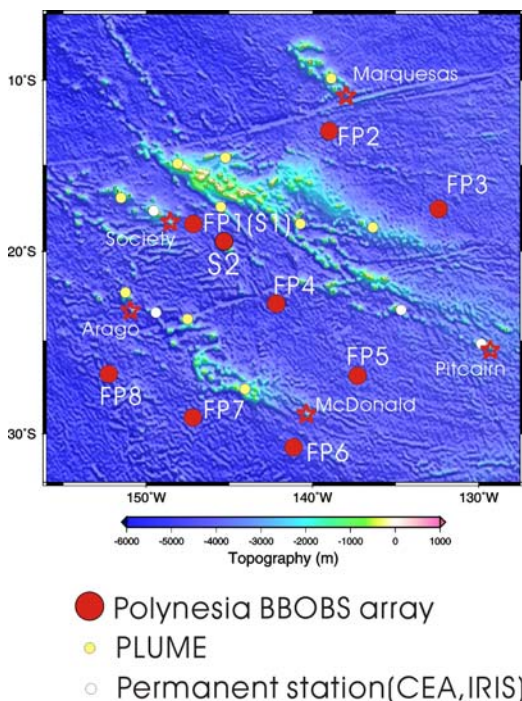 10°S
Marquesas
FP2
FP3
FP1(S1)
Society
20°S
S2
FP4
Arago
Pitcairn
FP5
FP8
FP7
McDonald
30°S
FP6
150°W
140°W
130°W
-6000 -5000 -4000 -3000 -2000 -1000 0 1000
Topography (m)
Polynesia BBOBS array
PLUME
Permanent station(CEA,IRIS)